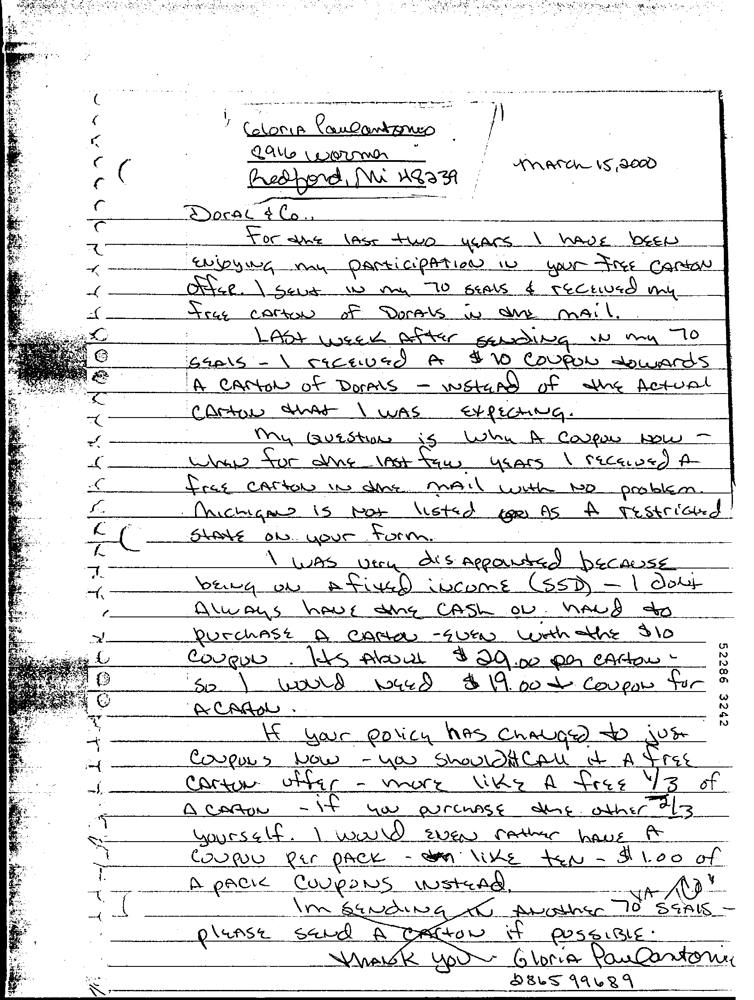 Gloria Paulantonio
8916 Wormer
Redford, Mi 48239
March 15, 2000
Doral & Co.,
For the last two years I have been
enjoying my participation in your free carton
offer. I sent in my 70 seals & received my
free carton of Dorals in the mail.
Last week after sending in my 70
seals - I received a $10 coupon towards
a carton of Dorals - instead of the actual
carton that I was expecting.
My question is why a coupon now -
when for the last few years I received a
free carton in the mail with no problem.
Michigan is not listed as a restricted
state on your form.
I was very disappointed because
being on a fixed income (SSD) - I don't
always have the cash on hand to
purchase a carton - even with the $10
coupon. It's about $29.00 per carton -
so I would need $19.00 + coupon for
a carton.
If your policy has changed to just
coupons now - you should call it a free
carton offer - more like a free 1/3 of
a carton - if you purchase the other 2/3
yourself. I would even rather have a
coupon per pack - like ten - $1.00 of
a pack coupons instead.
Im sending in another 70 seals -
please send a carton if possible.
Thank you - Gloria Paulantonio
0865 99689
52286 3242